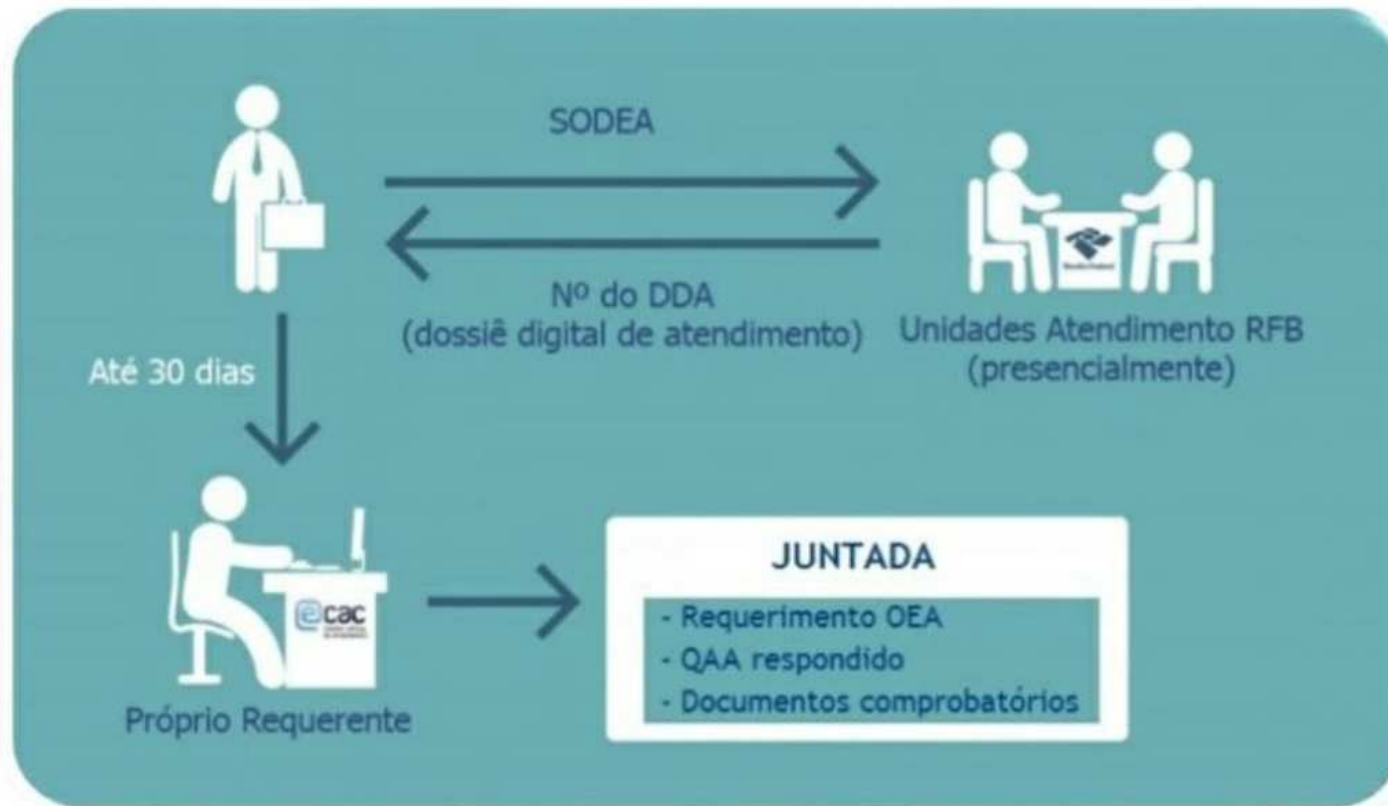 SODEA
Nº do DDA
(dossiê digital de atendimento)
Unidades Atendimento RFB
(presencialmente)
Até 30 dias
@cac
Próprio Requerente
JUNTADA
- Requerimento OEA
- QAA respondido
- Documentos comprobatórios